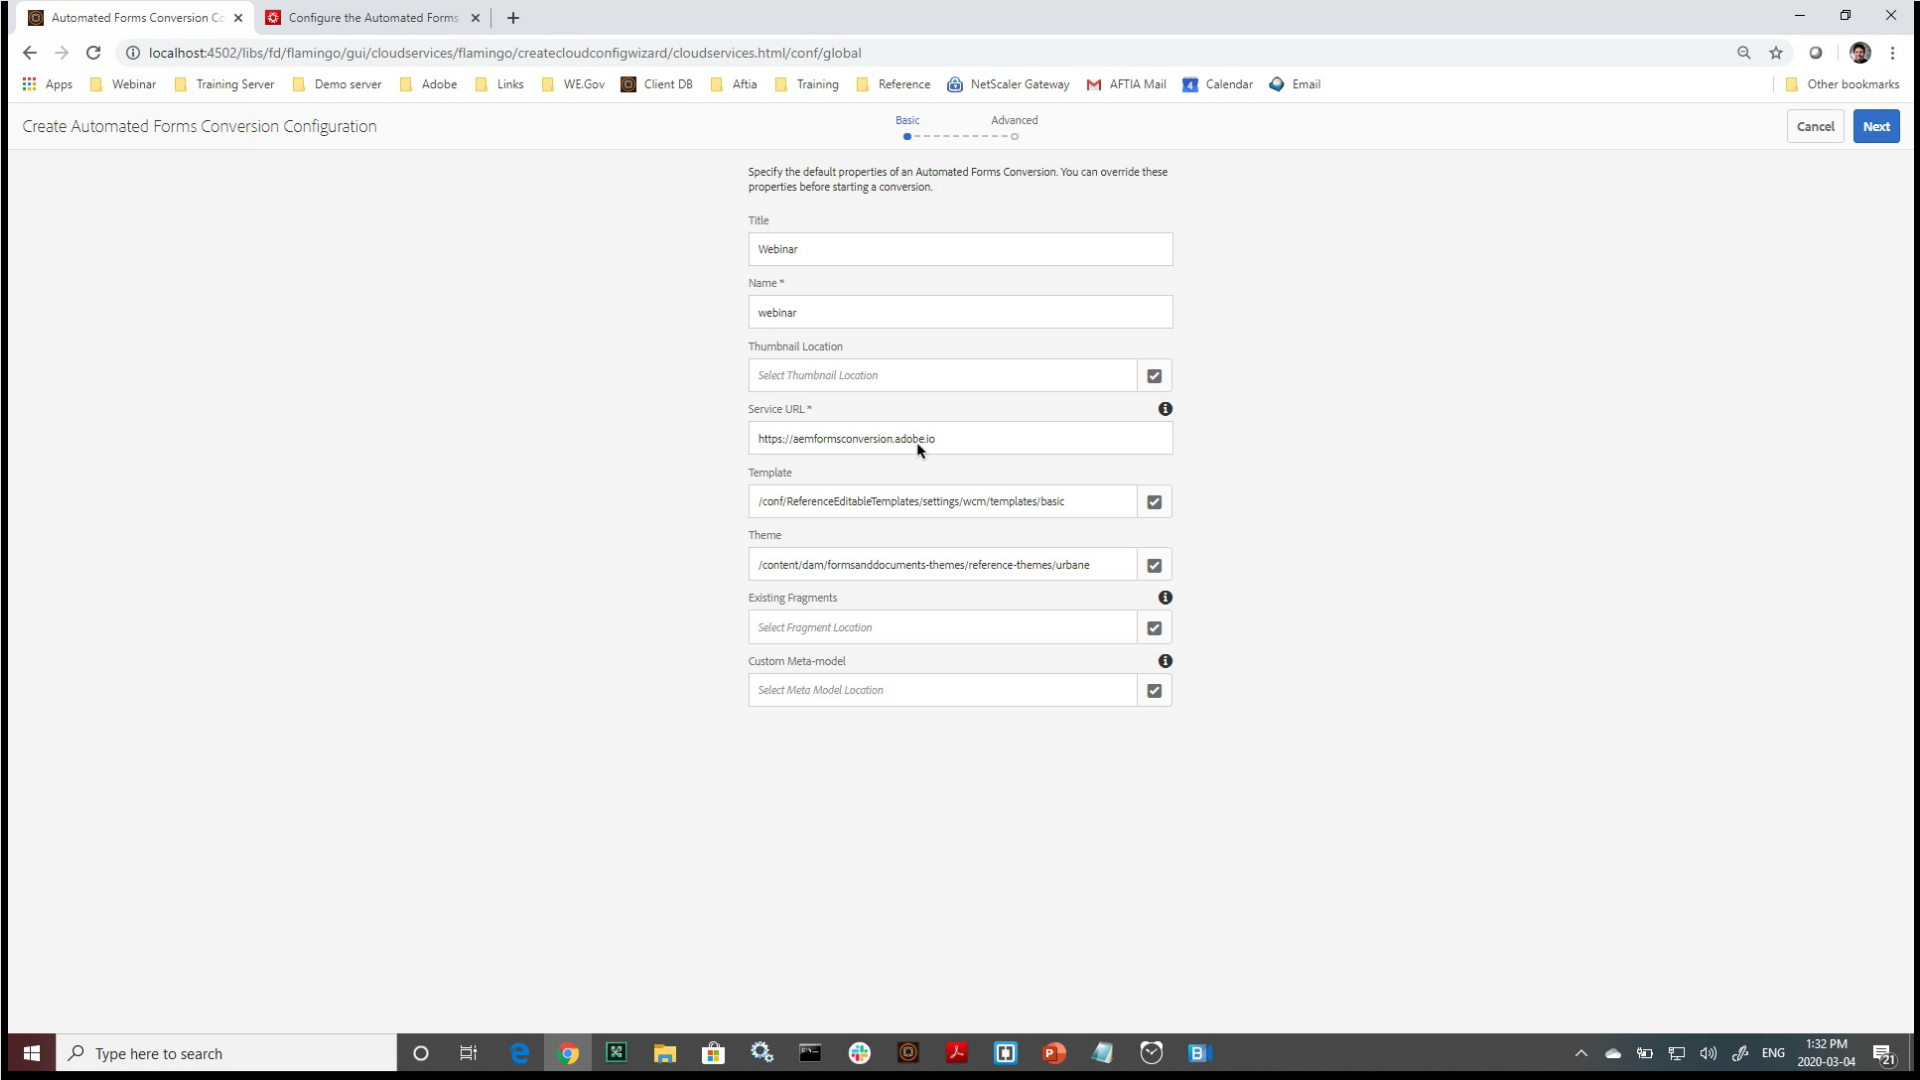 Automated Forms Conversion Co
Configure the Automated Forms
localhost:4502/libs/fd/flamingo/gui/cloudservices/flamingo/createcloudconfigwizard/cloudservices.html/conf/global
Apps Webinar Training Server Demo server Adobe Links WE.Gov Client DB Aftia Training Reference NetScaler Gateway AFTIA Mail Calendar Email Other bookmarks
Create Automated Forms Conversion Configuration
Basic Advanced
Cancel Next
Specify the default properties of an Automated Forms Conversion. You can override these
properties before starting a conversion.
Title
Webinar
Name *
webinar
Thumbnail Location
Select Thumbnail Location
Service URL *
https://aemformsconversion.adobe.io
Template
/conf/ReferenceEditableTemplates/settings/wcm/templates/basic
Theme
/content/dam/formsanddocuments-themes/reference-themes/urbane
Existing Fragments
Select Fragment Location
Custom Meta-model
Select Meta Model Location
Type here to search
ENG
1:32 PM
2020-03-04
21